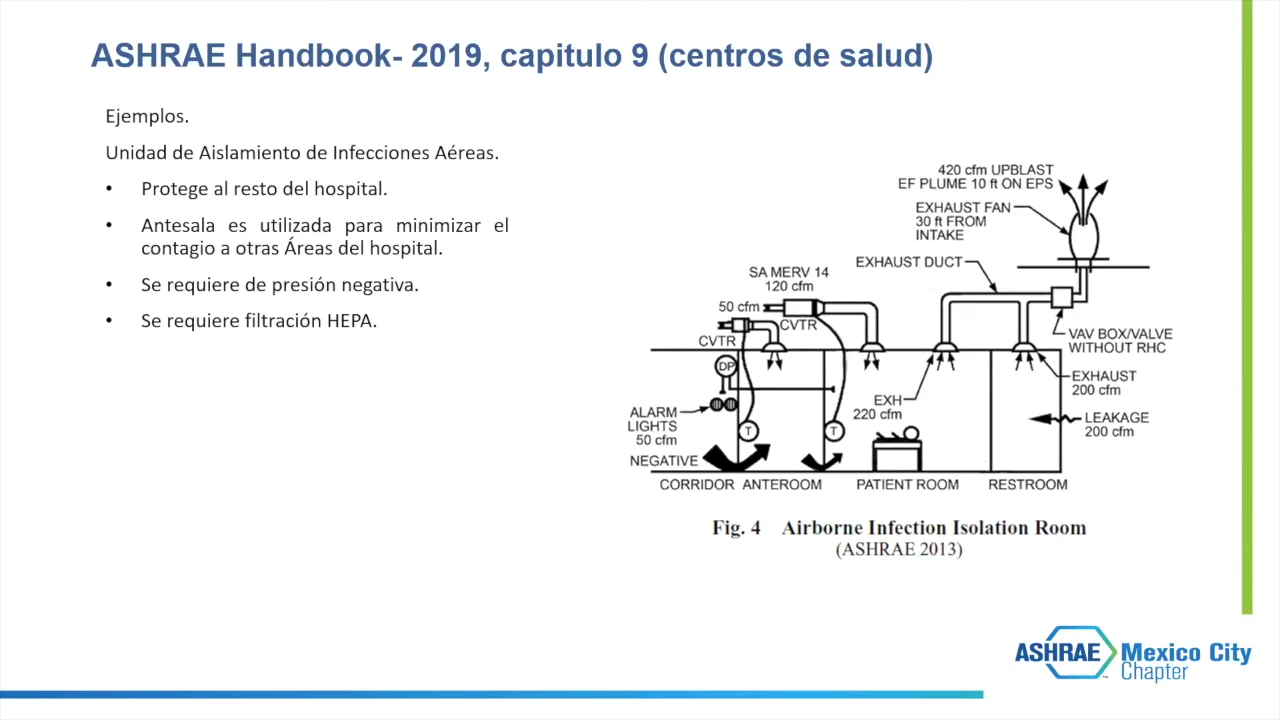 ASHRAE Handbook- 2019, capitulo 9 (centros de salud)
Ejemplos.
Unidad de Aislamiento de Infecciones Aéreas.
• Protege al resto del hospital.
• Antesala es utilizada para minimizar el
contagio a otras Áreas del hospital.
• Se requiere de presión negativa.
• Se requiere filtración HEPA.
420 cfm UPBLAST
EF PLUME 10 ft ON EPS
EXHAUST FAN
30 ft FROM
INTAKE
EXHAUST DUCT
SA MERV 14
120 cfm
50 cfm
CVTR
CVTR
VAV BOX/VALVE
WITHOUT RHC
DP
EXHAUST
200 cfm
EXH
220 cfm
ALARM
LIGHTS
50 cfm
T
T
LEAKAGE
200 cfm
NEGATIVE
CORRIDOR
ANTEROOM
PATIENT ROOM
RESTROOM
Fig. 4 Airborne Infection Isolation Room
(ASHRAE 2013)
ASHRAE
Mexico City
Chapter